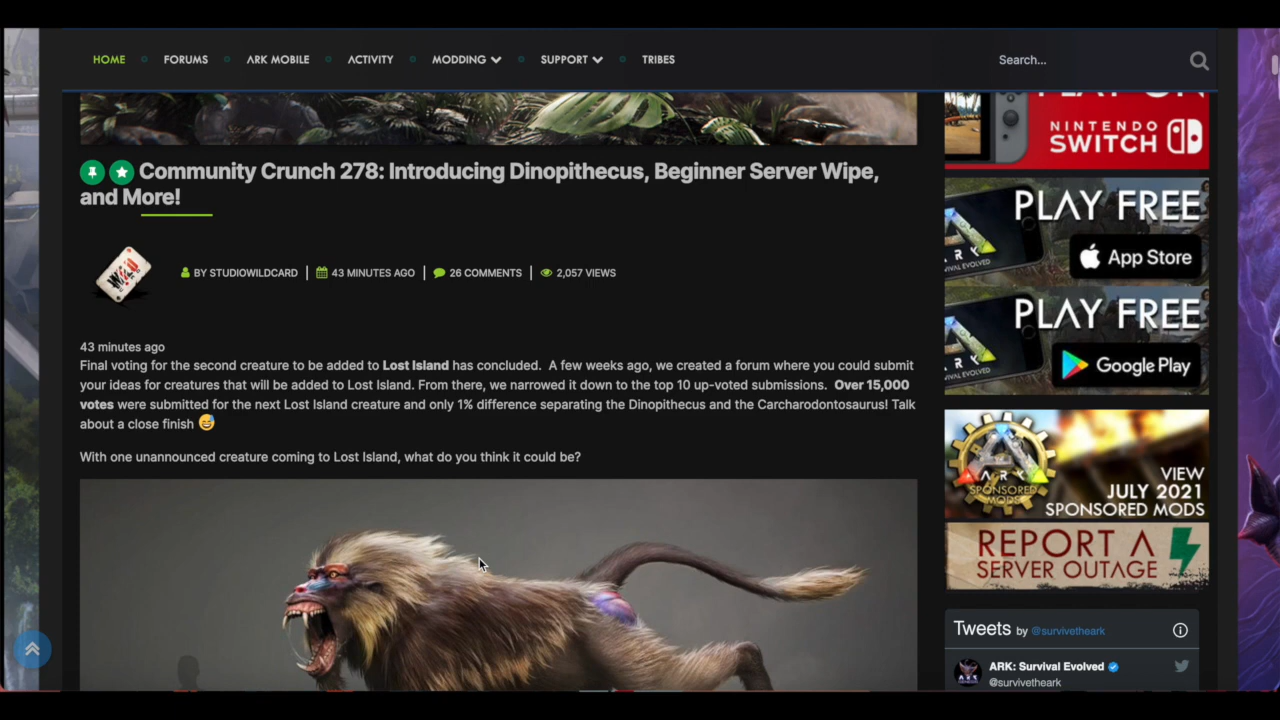 HOME FORUMS ARK MOBILE ACTIVITY MODDING SUPPORT TRIBES
Search...
Community Crunch 278: Introducing Dinopithecus, Beginner Server Wipe,
and More!
BY STUDIOWILDCARD | 43 MINUTES AGO | 26 COMMENTS | 2,057 VIEWS
43 minutes ago
Final voting for the second creature to be added to Lost Island has concluded. A few weeks ago, we created a forum where you could submit
your ideas for creatures that will be added to Lost Island. From there, we narrowed it down to the top 10 up-voted submissions. Over 15,000
votes were submitted for the next Lost Island creature and only 1% difference separating the Dinopithecus and the Carcharodontosaurus! Talk
about a close finish 😅
With one unannounced creature coming to Lost Island, what do you think it could be?
NINTENDO
SWITCH
PLAY FREE
App Store
PLAY FREE
Google Play
ARK
SPONSORED
MODS
VIEW
JULY 2021
SPONSORED MODS
REPORT A
SERVER OUTAGE
Tweets by @survivetheark
ARK: Survival Evolved
@survivetheark